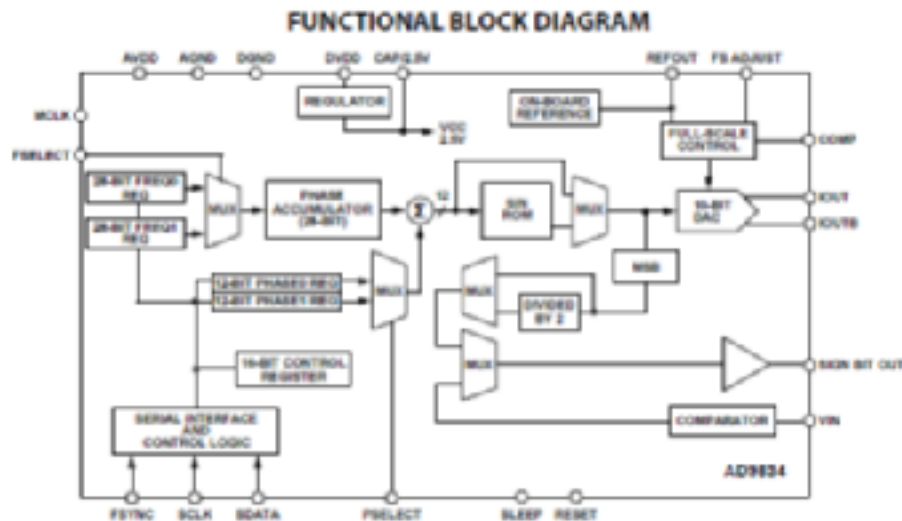 FUNCTIONAL BLOCK DIAGRAM
AVDD AGND DGND DVDD CAP/2.5V REFOUT FS ADJUST
MCLK
REGULATOR
ON-BOARD
REFERENCE
VCC
2.5V
FULL-SCALE
CONTROL
COMP
FSELECT
28-BIT FREQ0
REG
28-BIT FREQ1
REG
MUX
PHASE
ACCUMULATOR
(28-BIT)
Σ
12
SIN
ROM
MUX
10-BIT
DAC
IOUT
IOUTB
MSB
12-BIT PHASE0 REG
12-BIT PHASE1 REG
MUX
MUX
DIVIDED
BY 2
16-BIT CONTROL
REGISTER
MUX
SIGN BIT OUT
SERIAL INTERFACE
AND
CONTROL LOGIC
COMPARATOR
VIN
AD9834
FSYNC SCLK SDATA PSELECT SLEEP RESET